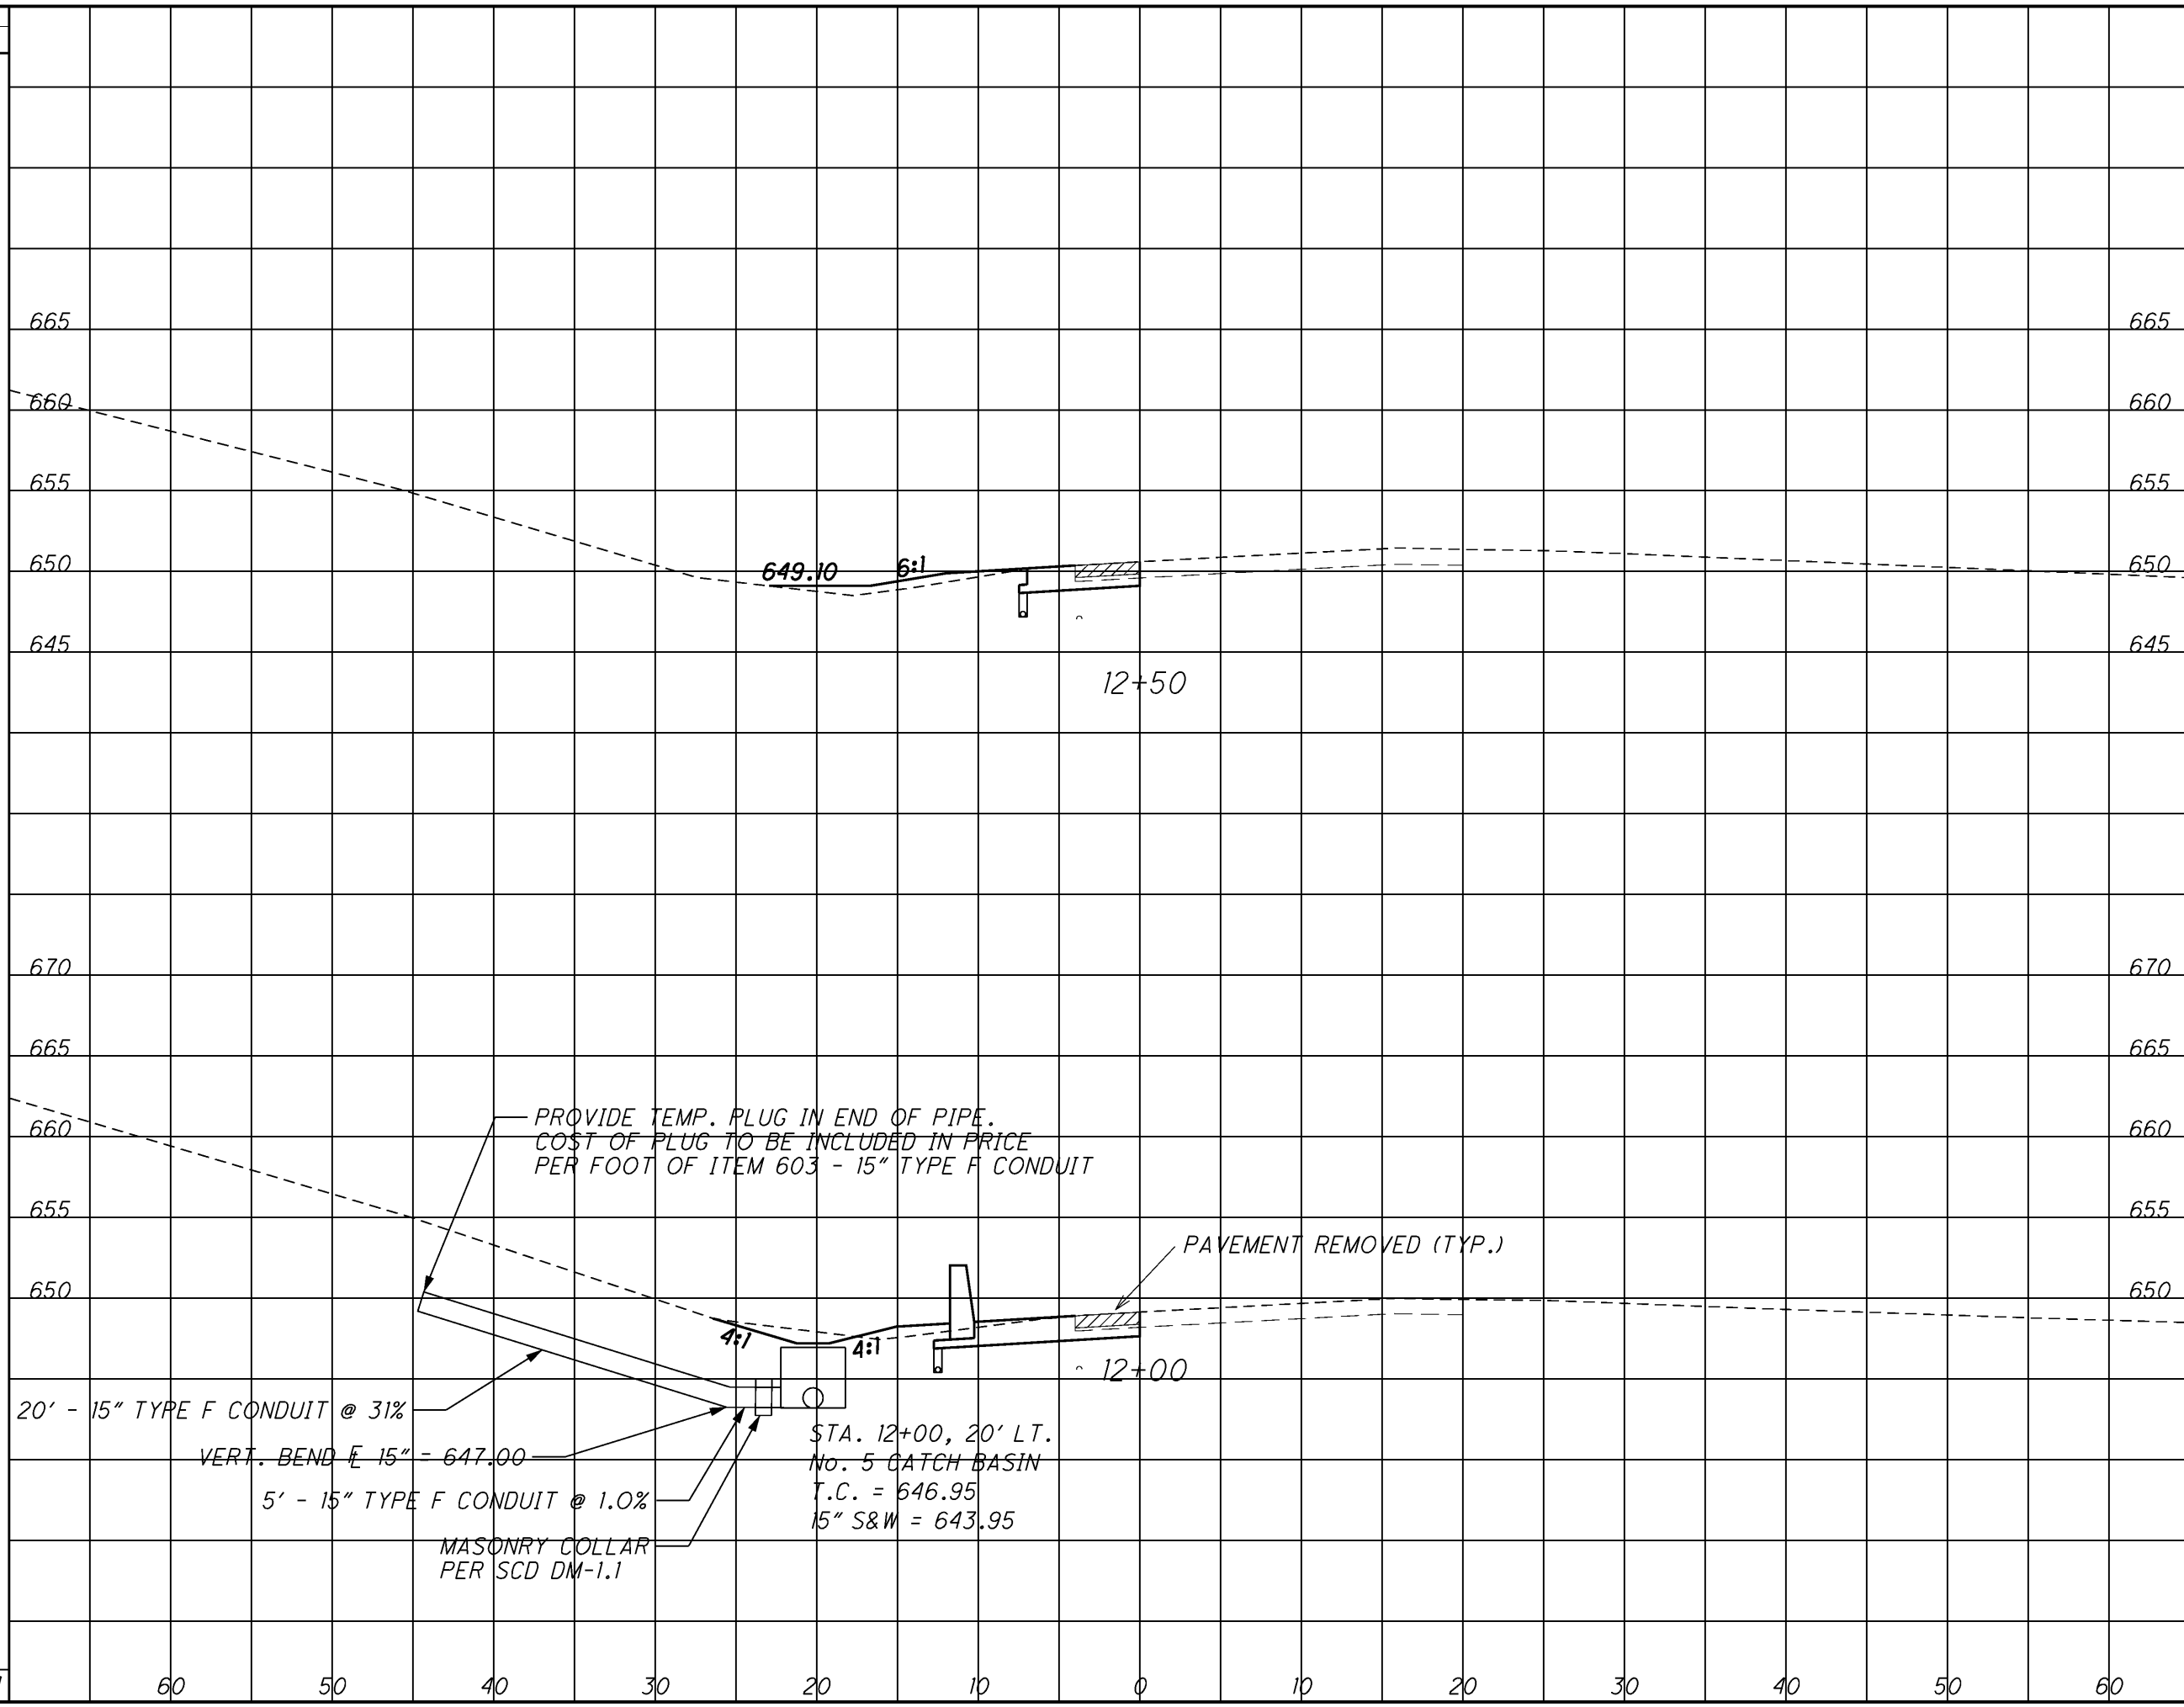 665 665
660 660
655 655
649.10 6:1
650 650
645 645
12+50
670 670
665 665
PROVIDE TEMP. PLUG IN END OF PIPE.
COST OF PLUG TO BE INCLUDED IN PRICE
PER FOOT OF ITEM 603 - 15" TYPE F CONDUIT
660 660
655 655
PAVEMENT REMOVED (TYP.)
650 650
4:1 4:1
12+00
20' - 15" TYPE F CONDUIT @ 31%
VERT. BEND ⅊ 15" = 647.00
5' - 15" TYPE F CONDUIT @ 1.0%
MASONRY COLLAR
PER SCD DM-1.1
STA. 12+00, 20' LT.
No. 5 CATCH BASIN
T.C. = 646.95
15" S&W = 643.95
60 50 40 30 20 10 0 10 20 30 40 50 60